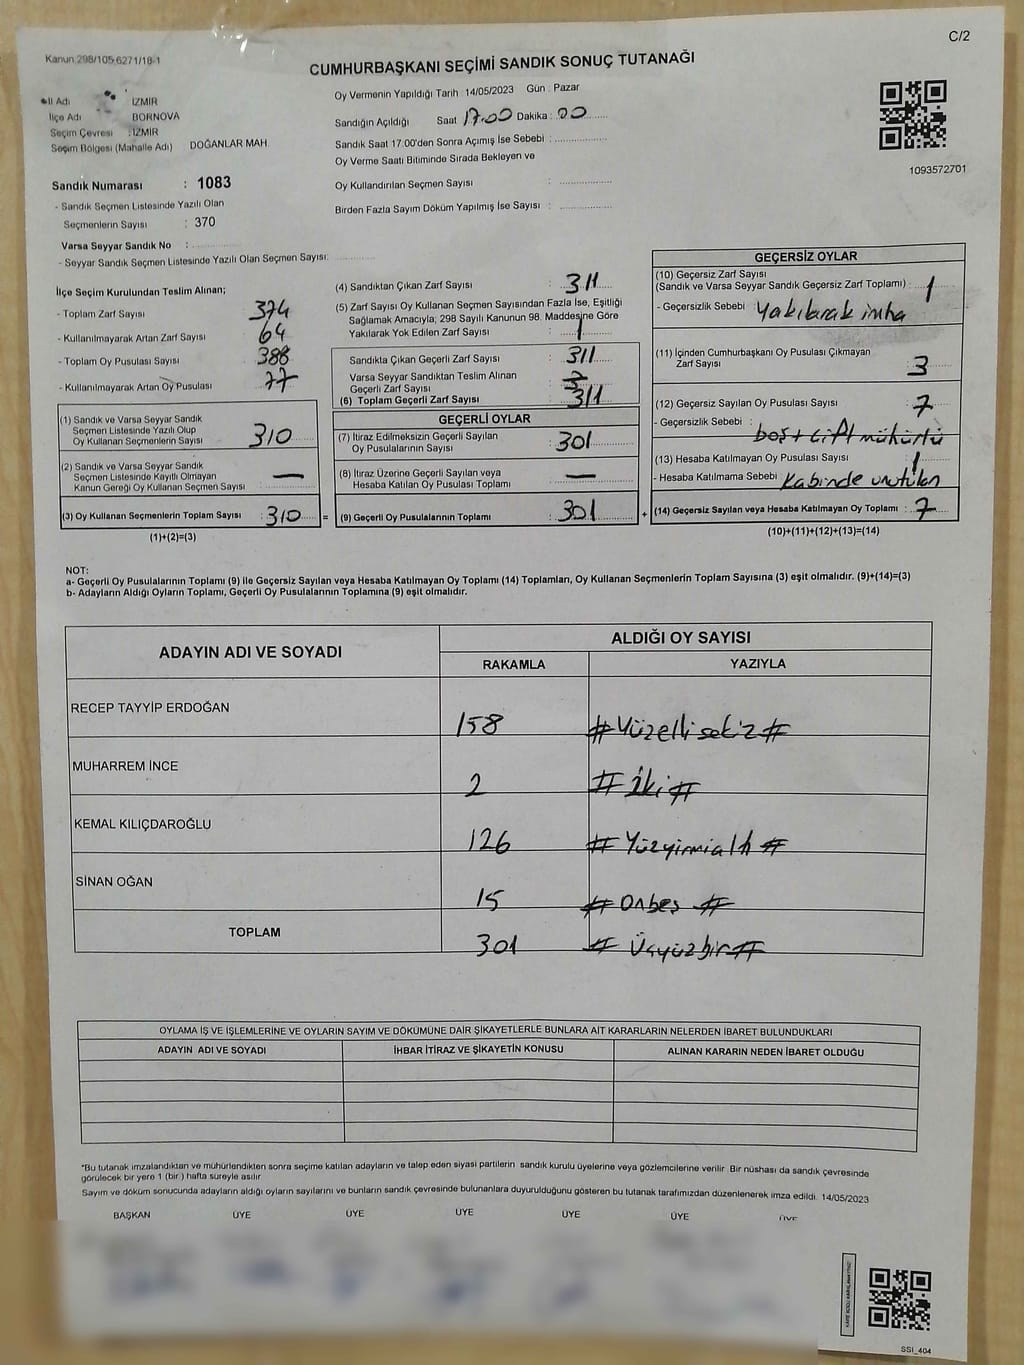 C/2
Kanun 298/105,6271/18-1
CUMHURBAŞKANI SEÇİMİ SANDIK SONUÇ TUTANAĞI
İl Adı İZMİR
İlçe Adı BORNOVA
Seçim Çevresi : İZMİR
Seçim Bölgesi (Mahalle Adı) DOĞANLAR MAH.
Oy Vermenin Yapıldığı Tarih : 14/05/2023 Gün : Pazar
Sandığın Açıldığı Saat 17.00 Dakika : 00
Sandık Saat 17.00'den Sonra Açımış İse Sebebi :
Oy Verme Saati Bitiminde Sırada Bekleyen ve
Oy Kullandırılan Seçmen Sayısı :
Birden Fazla Sayım Döküm Yapılmış İse Sayısı :
1093572701
Sandık Numarası : 1083
- Sandık Seçmen Listesinde Yazılı Olan
Seçmenlerin Sayısı : 370
Varsa Seyyar Sandık No :
- Seyyar Sandık Seçmen Listesinde Yazılı Olan Seçmen Sayısı:
İlçe Seçim Kurulundan Teslim Alınan;
- Toplam Zarf Sayısı 374
- Kullanılmayarak Artan Zarf Sayısı 64
- Toplam Oy Pusulası Sayısı 388
- Kullanılmayarak Artan Oy Pusulası 77
(1) Sandık ve Varsa Seyyar Sandık
Seçmen Listesinde Yazılı Olup
Oy Kullanan Seçmenlerin Sayısı 310
(2) Sandık ve Varsa Seyyar Sandık
Seçmen Listesinde Kayıtlı Olmayan
Kanun Gereği Oy Kullanan Seçmen Sayısı : —
(3) Oy Kullanan Seçmenlerin Toplam Sayısı : 310 =
(1)+(2)=(3)
(4) Sandıktan Çıkan Zarf Sayısı : 311
(5) Zarf Sayısı Oy Kullanan Seçmen Sayısından Fazla İse, Eşitliği
Sağlamak Amacıyla; 298 Sayılı Kanunun 98. Maddesine Göre
Yakılarak Yok Edilen Zarf Sayısı : 1
Sandıkta Çıkan Geçerli Zarf Sayısı : 311
Varsa Seyyar Sandıktan Teslim Alınan
Geçerli Zarf Sayısı :
(6) Toplam Geçerli Zarf Sayısı : 311
GEÇERLİ OYLAR
(7) İtiraz Edilmeksizin Geçerli Sayılan
Oy Pusulalarının Sayısı : 301
(8) İtiraz Üzerine Geçerli Sayılan veya
Hesaba Katılan Oy Pusulası Toplamı : —
(9) Geçerli Oy Pusulalarının Toplamı : 301 +
GEÇERSİZ OYLAR
(10) Geçersiz Zarf Sayısı
(Sandık ve Varsa Seyyar Sandık Geçersiz Zarf Toplamı) : 1
- Geçersizlik Sebebi : Yakılarak imha
(11) İçinden Cumhurbaşkanı Oy Pusulası Çıkmayan
Zarf Sayısı : 3
(12) Geçersiz Sayılan Oy Pusulası Sayısı : 7
- Geçersizlik Sebebi : boş + çift mühürlü
(13) Hesaba Katılmayan Oy Pusulası Sayısı : 1
- Hesaba Katılmama Sebebi : Kabinde unutulan
(14) Geçersiz Sayılan veya Hesaba Katılmayan Oy Toplamı : 7
(10)+(11)+(12)+(13)=(14)
NOT:
a- Geçerli Oy Pusulalarının Toplamı (9) ile Geçersiz Sayılan veya Hesaba Katılmayan Oy Toplamı (14) Toplamları, Oy Kullanan Seçmenlerin Toplam Sayısına (3) eşit olmalıdır. (9)+(14)=(3)
b- Adayların Aldığı Oyların Toplamı, Geçerli Oy Pusulalarının Toplamına (9) eşit olmalıdır.
ADAYIN ADI VE SOYADI ALDIĞI OY SAYISI
RAKAMLA YAZIYLA
RECEP TAYYİP ERDOĞAN 158 #Yüzellisekiz#
MUHARREM İNCE 2 #İki#
KEMAL KILIÇDAROĞLU 126 #Yüzyirmialtı#
SİNAN OĞAN 15 #Onbeş#
TOPLAM 301 #Üçyüzbir#
OYLAMA İŞ VE İŞLEMLERİNE VE OYLARIN SAYIM VE DÖKÜMÜNE DAİR ŞİKAYETLERLE BUNLARA AİT KARARLARIN NELERDEN İBARET BULUNDUKLARI
ADAYIN ADI VE SOYADI İHBAR İTİRAZ VE ŞİKAYETİN KONUSU ALINAN KARARIN NEDEN İBARET OLDUĞU
*Bu tutanak imzalandıktan ve mühürlendikten sonra seçime katılan adayların ve talep eden siyasi partilerin sandık kurulu üyelerine veya gözlemcilerine verilir. Bir nüshası da sandık çevresinde
görülecek bir yere 1 (bir) hafta süreyle asılır.
Sayım ve döküm sonucunda adayların aldığı oyların sayılarını ve bunların sandık çevresinde bulunanlara duyurulduğunu gösteren bu tutanak tarafımızdan düzenlenerek imza edildi. 14/05/2023
BAŞKAN ÜYE ÜYE ÜYE ÜYE ÜYE ÜYE
SSI_404